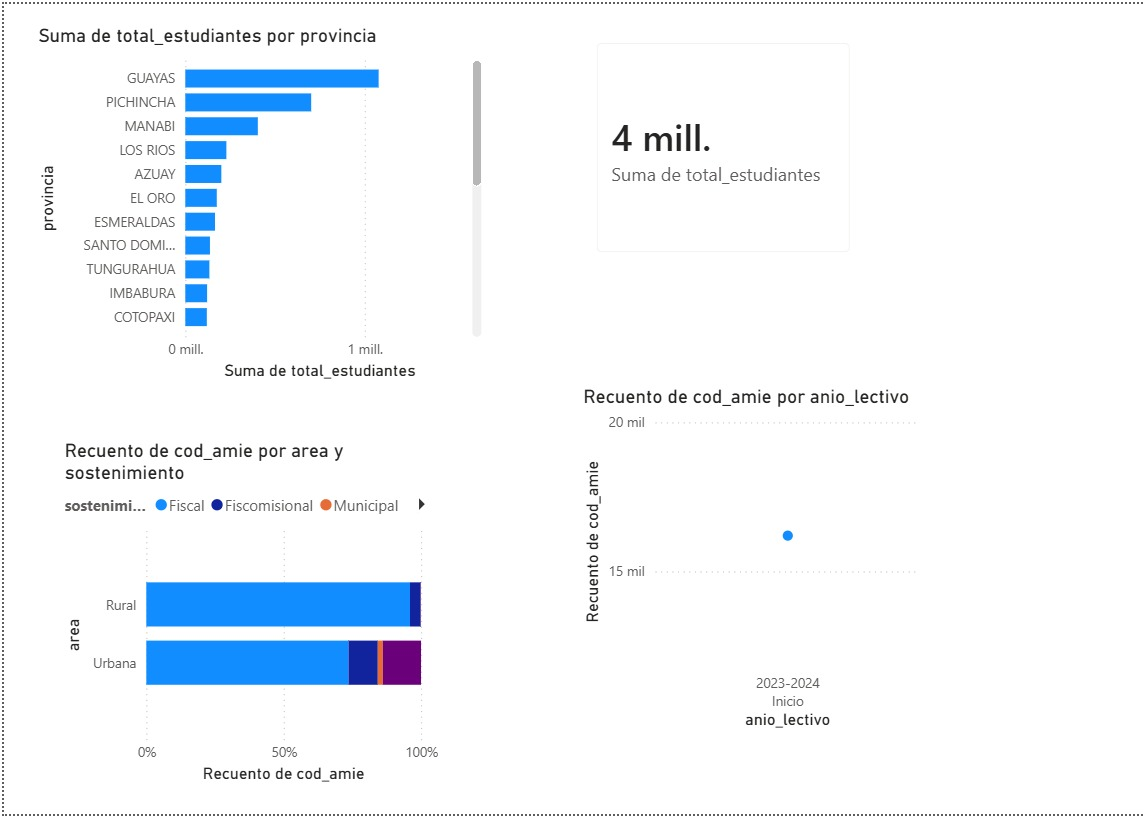 Suma de total_estudiantes por provincia
provincia
GUAYAS
PICHINCHA
MANABI
LOS RIOS
AZUAY
EL ORO
ESMERALDAS
SANTO DOMI...
TUNGURAHUA
IMBABURA
COTOPAXI
0 mill. 1 mill.
Suma de total_estudiantes
4 mill.
Suma de total_estudiantes
Recuento de cod_amie por area y
sostenimiento
sostenimi... Fiscal Fiscomisional Municipal
area
Rural
Urbana
0% 50% 100%
Recuento de cod_amie
Recuento de cod_amie por anio_lectivo
Recuento de cod_amie
20 mil
15 mil
2023-2024
Inicio
anio_lectivo